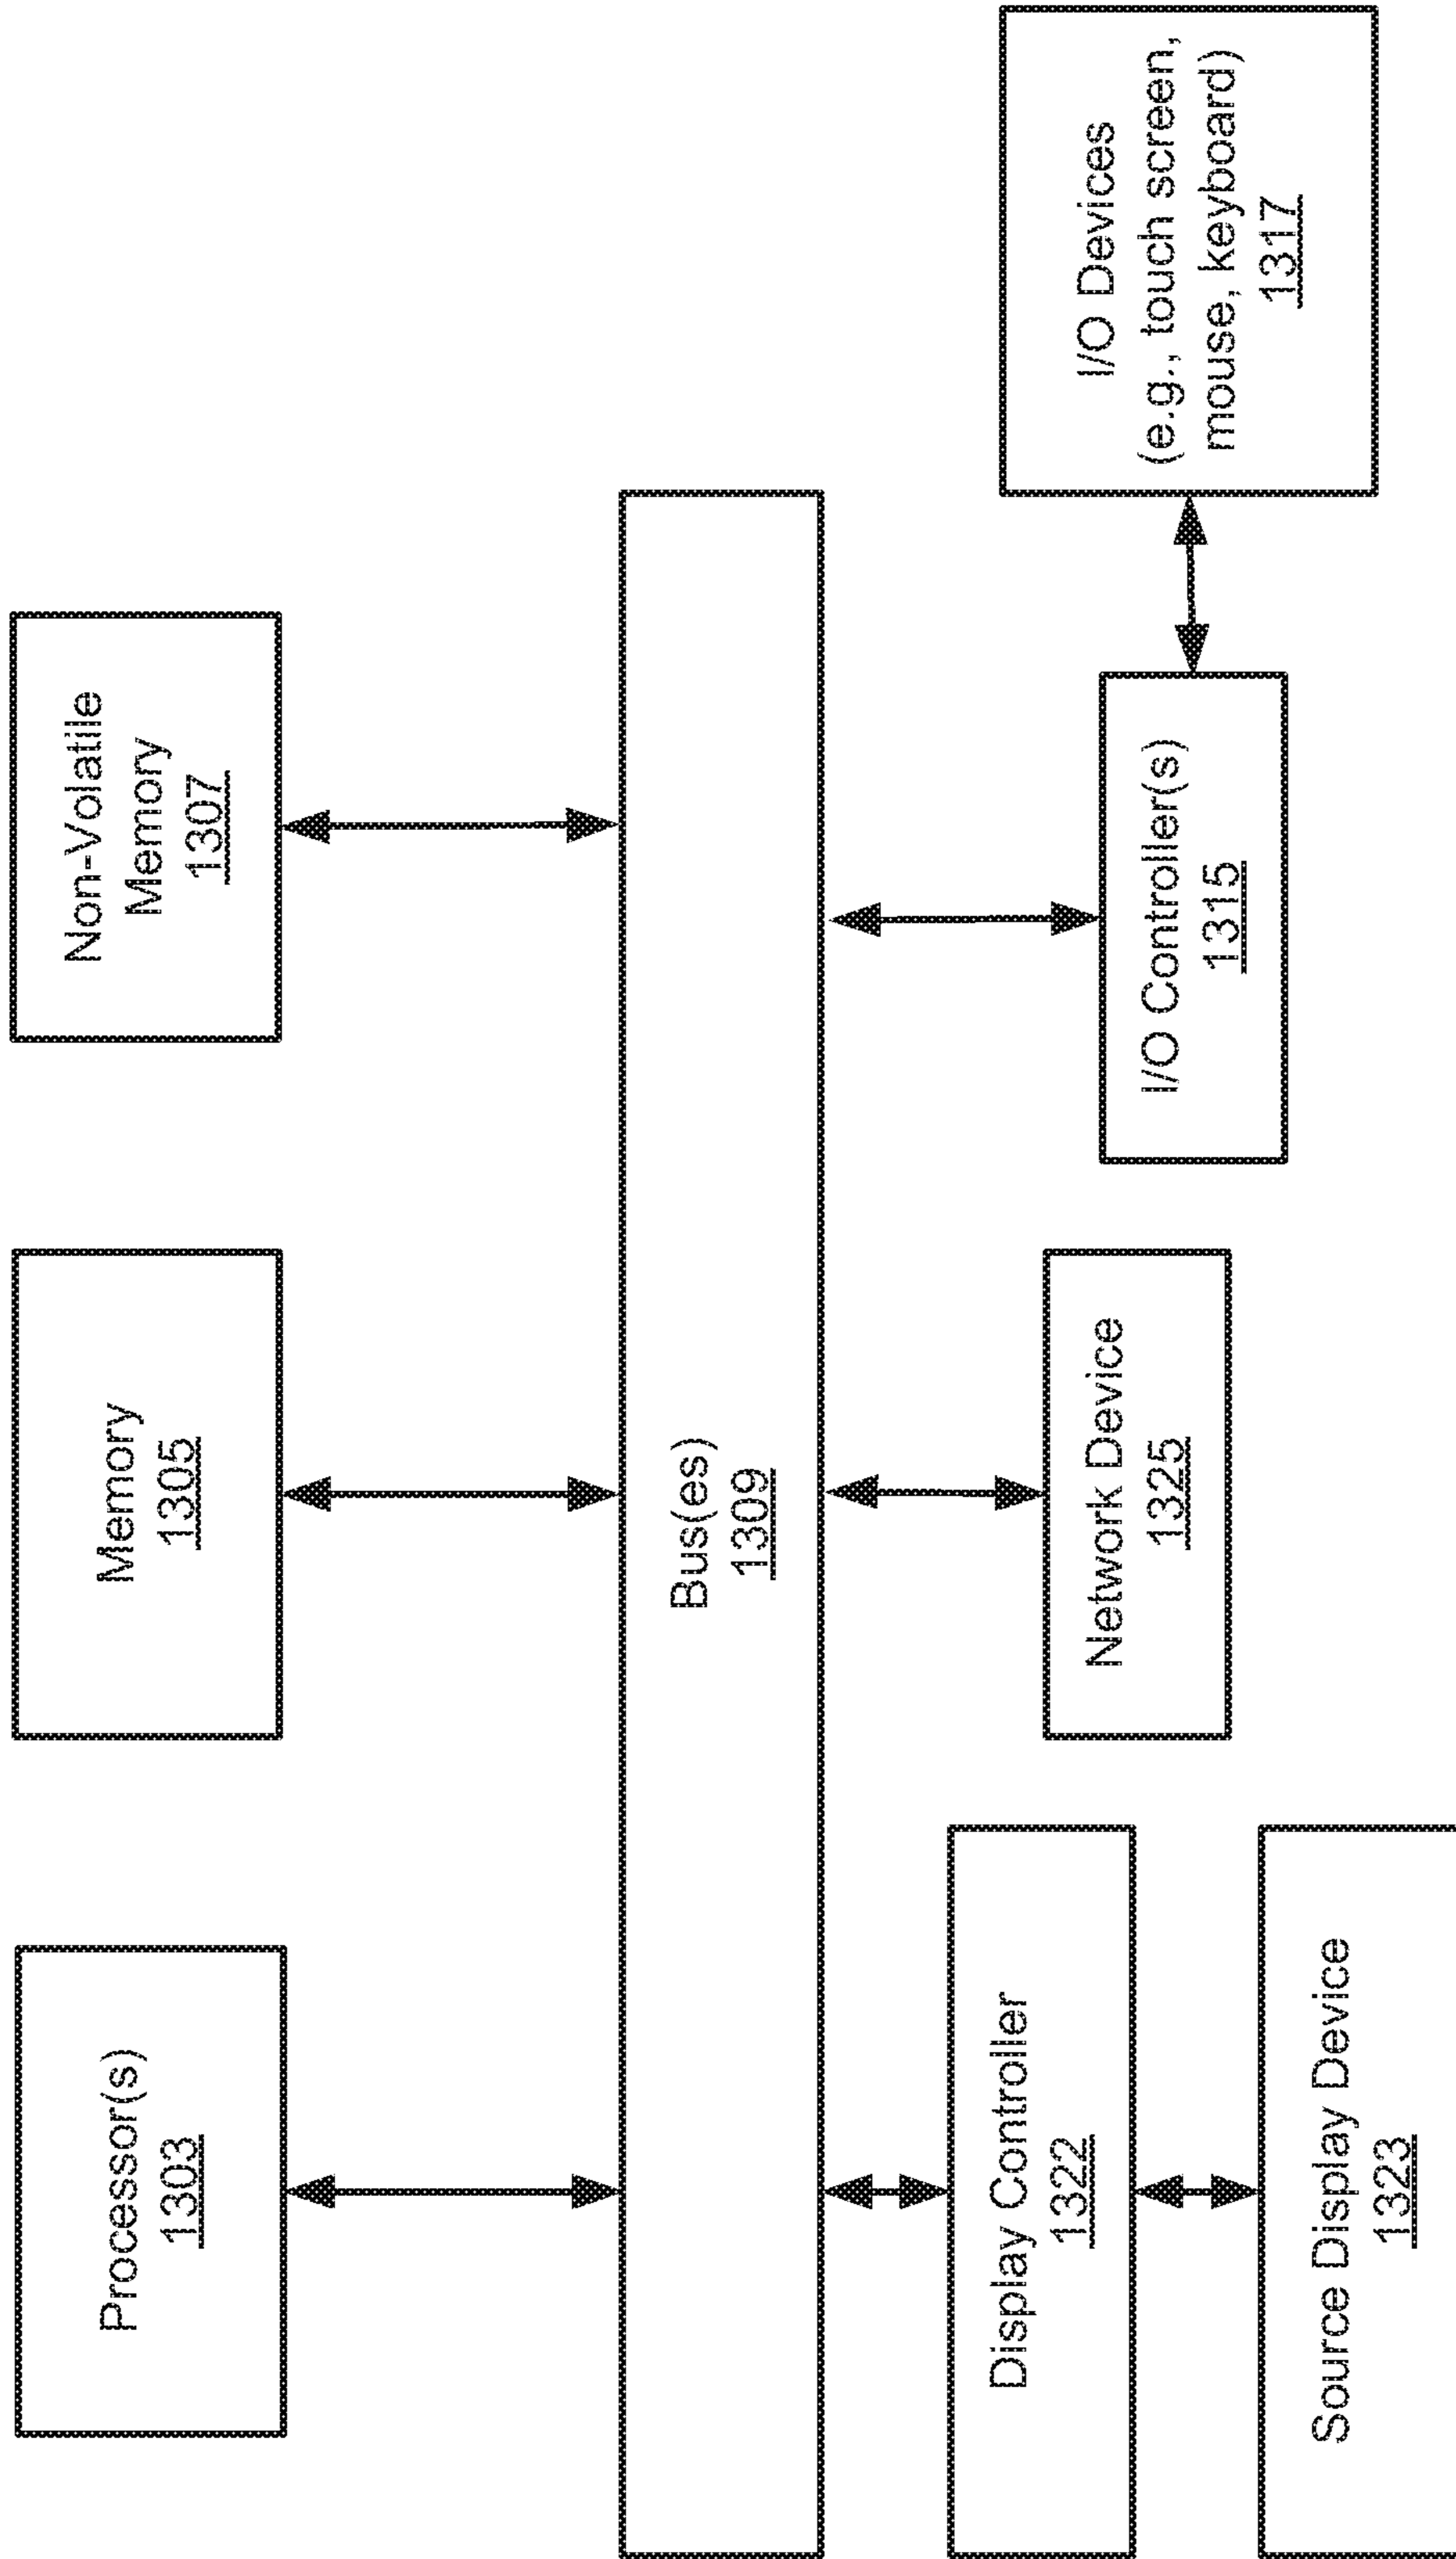 Processor(s)
1303
Memory
1305
Non-Volatile
Memory
1307
Bus(es)
1309
Display Controller
1322
Network Device
1325
I/O Controller(s)
1315
I/O Devices
(e.g., touch screen,
mouse, keyboard)
1317
Source Display Device
1323